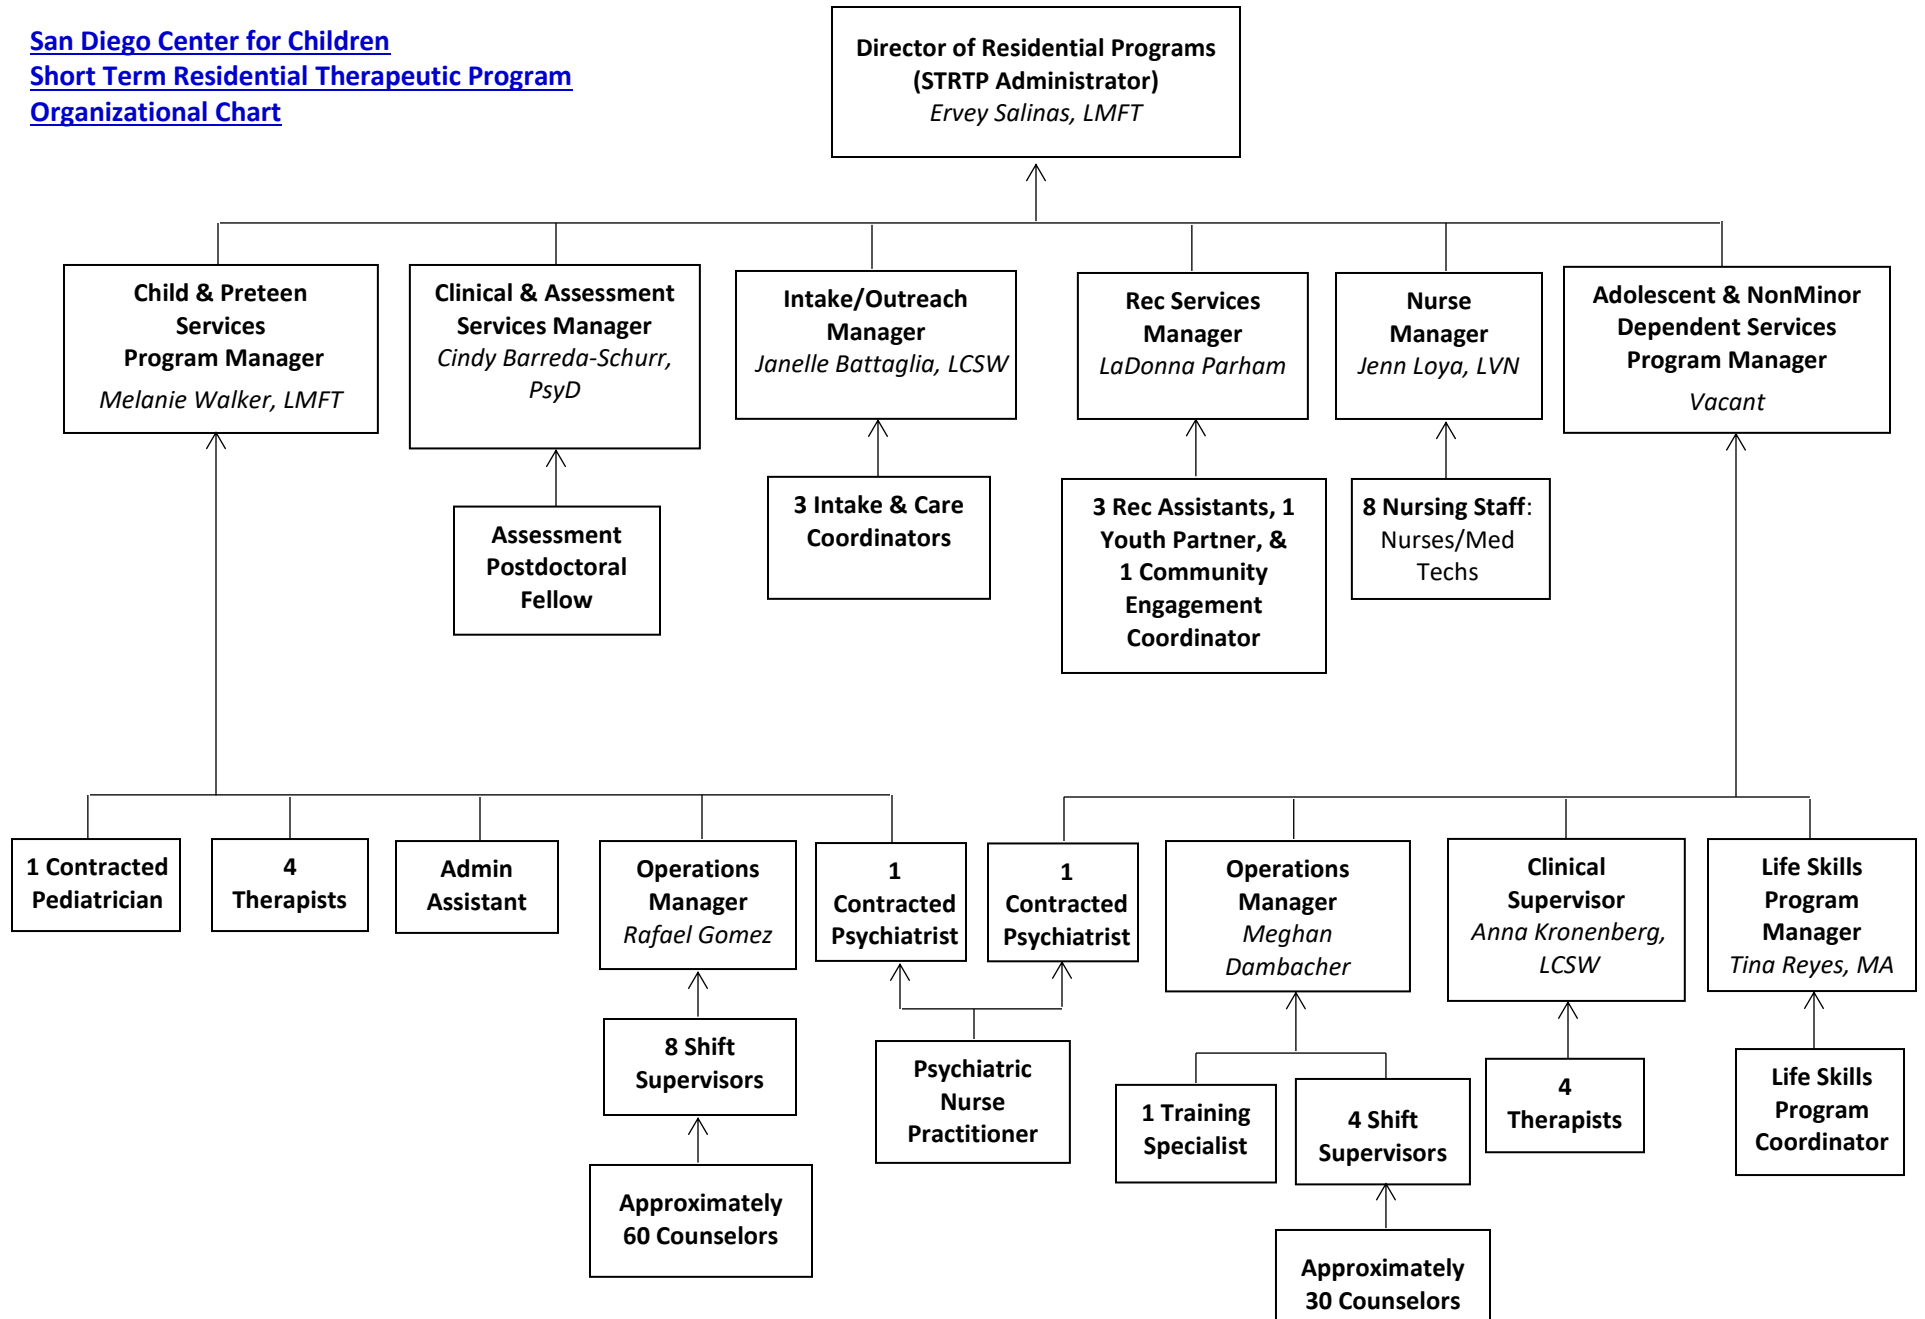 San Diego Center for Children
Short Term Residential Therapeutic Program
Organizational Chart
Director of Residential Programs
(STRTP Administrator)
Ervey Salinas, LMFT
Child & Preteen
Services
Program Manager
Melanie Walker, LMFT
Clinical & Assessment
Services Manager
Cindy Barreda-Schurr,
PsyD
Intake/Outreach
Manager
Janelle Battaglia, LCSW
Rec Services
Manager
LaDonna Parham
Nurse
Manager
Jenn Loya, LVN
Adolescent & NonMinor
Dependent Services
Program Manager
Vacant
Assessment
Postdoctoral
Fellow
3 Intake & Care
Coordinators
3 Rec Assistants, 1
Youth Partner, &
1 Community
Engagement
Coordinator
8 Nursing Staff:
Nurses/Med
Techs
1 Contracted
Pediatrician
4
Therapists
Admin
Assistant
Operations
Manager
Rafael Gomez
1
Contracted
Psychiatrist
1
Contracted
Psychiatrist
Operations
Manager
Meghan
Dambacher
Clinical
Supervisor
Anna Kronenberg,
LCSW
Life Skills
Program
Manager
Tina Reyes, MA
8 Shift
Supervisors
Psychiatric
Nurse
Practitioner
1 Training
Specialist
4 Shift
Supervisors
4
Therapists
Life Skills
Program
Coordinator
Approximately
60 Counselors
Approximately
30 Counselors